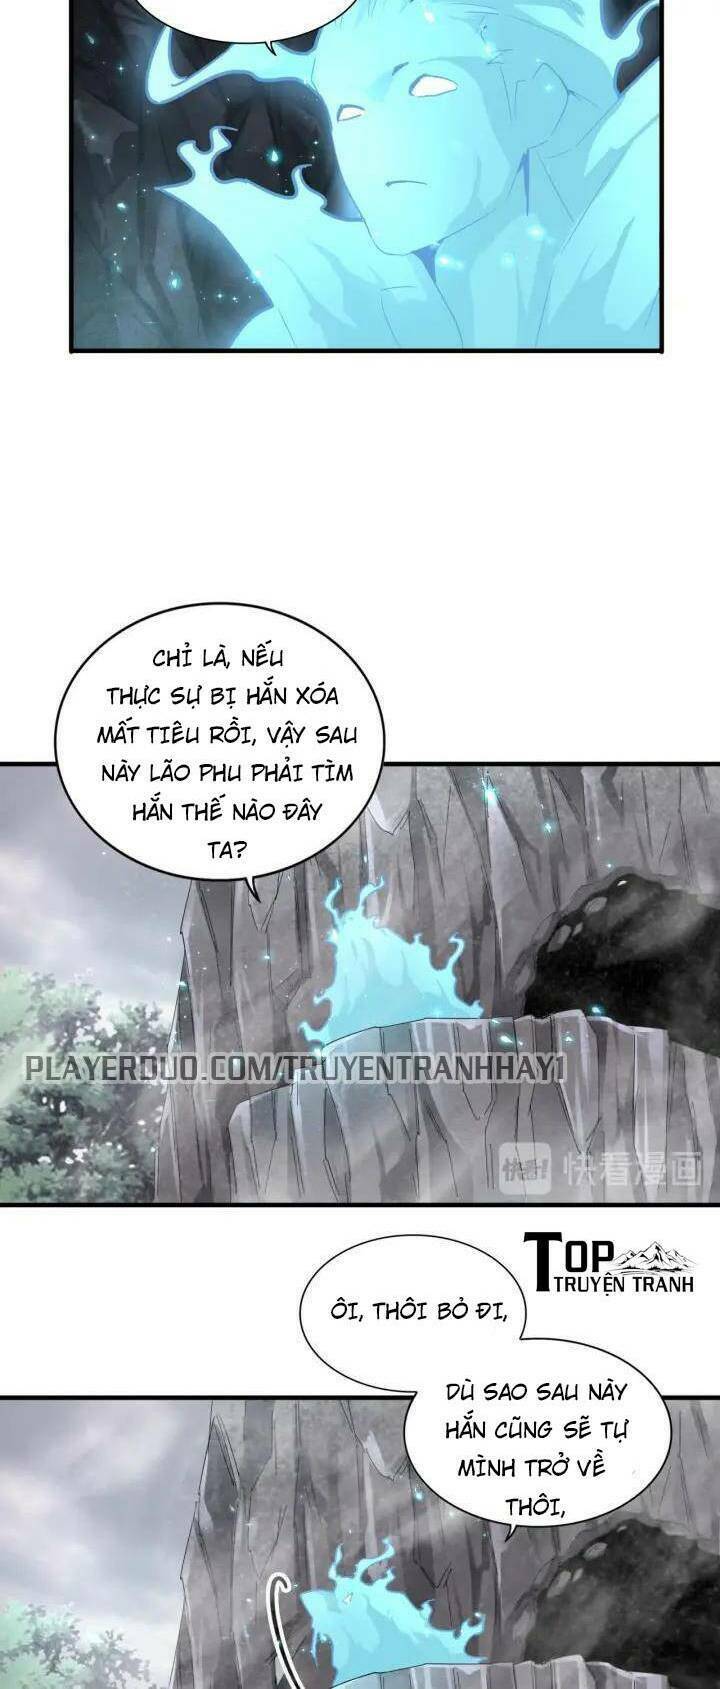 CHỈ LÀ, NẾU
THỰC SỰ BỊ HẮN XÓA
MẤT TIÊU RỒI, VẬY SAU
NÀY LÃO PHU PHẢI TÌM
HẮN THẾ NÀO ĐÂY
TA?
PLAYERDUO.COM/TRUYENTRANHHAY1
快看! 快看漫画
TOP
TRUYỆN TRANH
ÔI, THÔI BỎ ĐI,
DÙ SAO SAU NÀY
HẮN CŨNG SẼ TỰ
MÌNH TRỞ VỀ
THÔI,